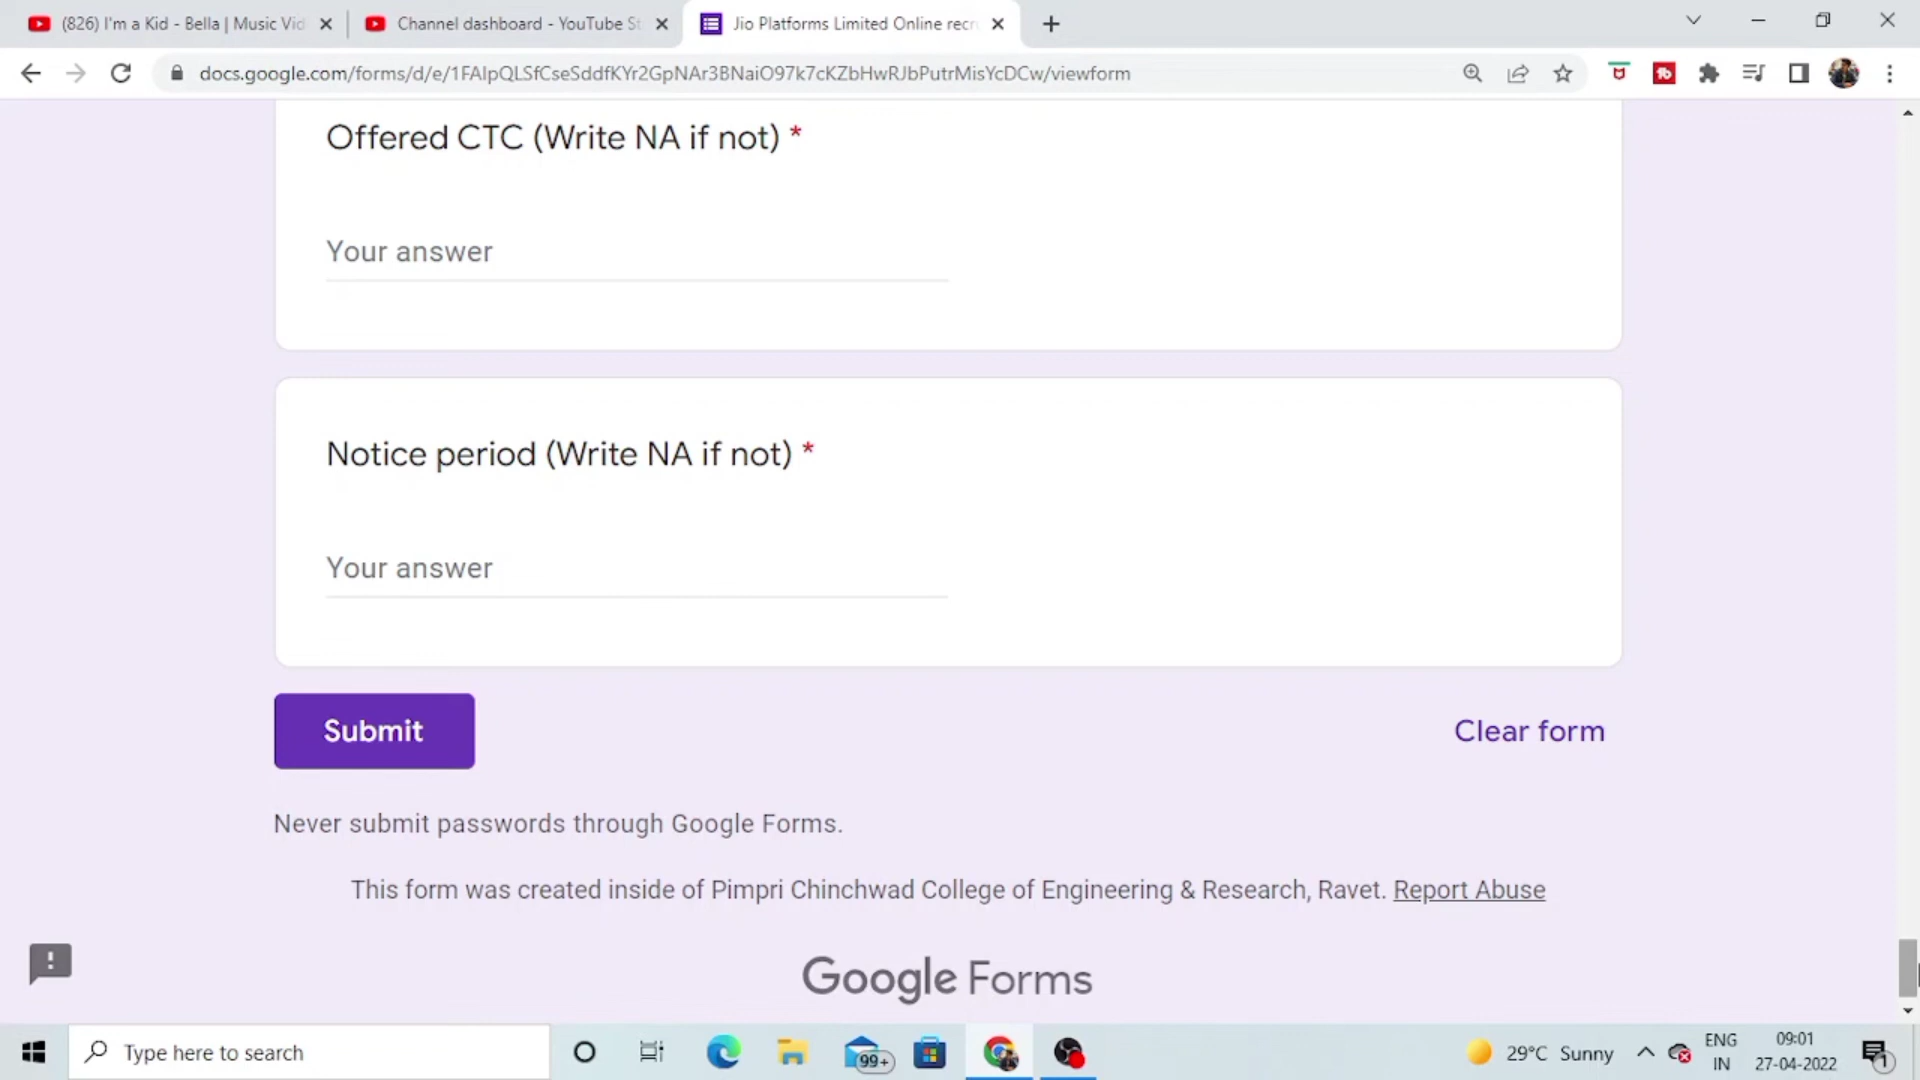 (826) I'm a Kid - Bella | Music Vid
Channel dashboard - YouTube St
Jio Platforms Limited Online recr
docs.google.com/forms/d/e/1FAIpQLSfCseSddfKYr2GpNAr3BNaiO97k7cKZbHwRJbPutrMisYcDCw/viewform
Offered CTC (Write NA if not) *
Your answer
Notice period (Write NA if not) *
Your answer
Submit
Clear form
Never submit passwords through Google Forms.
This form was created inside of Pimpri Chinchwad College of Engineering & Research, Ravet. Report Abuse
Google Forms
Type here to search
99+
29°C Sunny
ENG
IN
09:01
27-04-2022
1